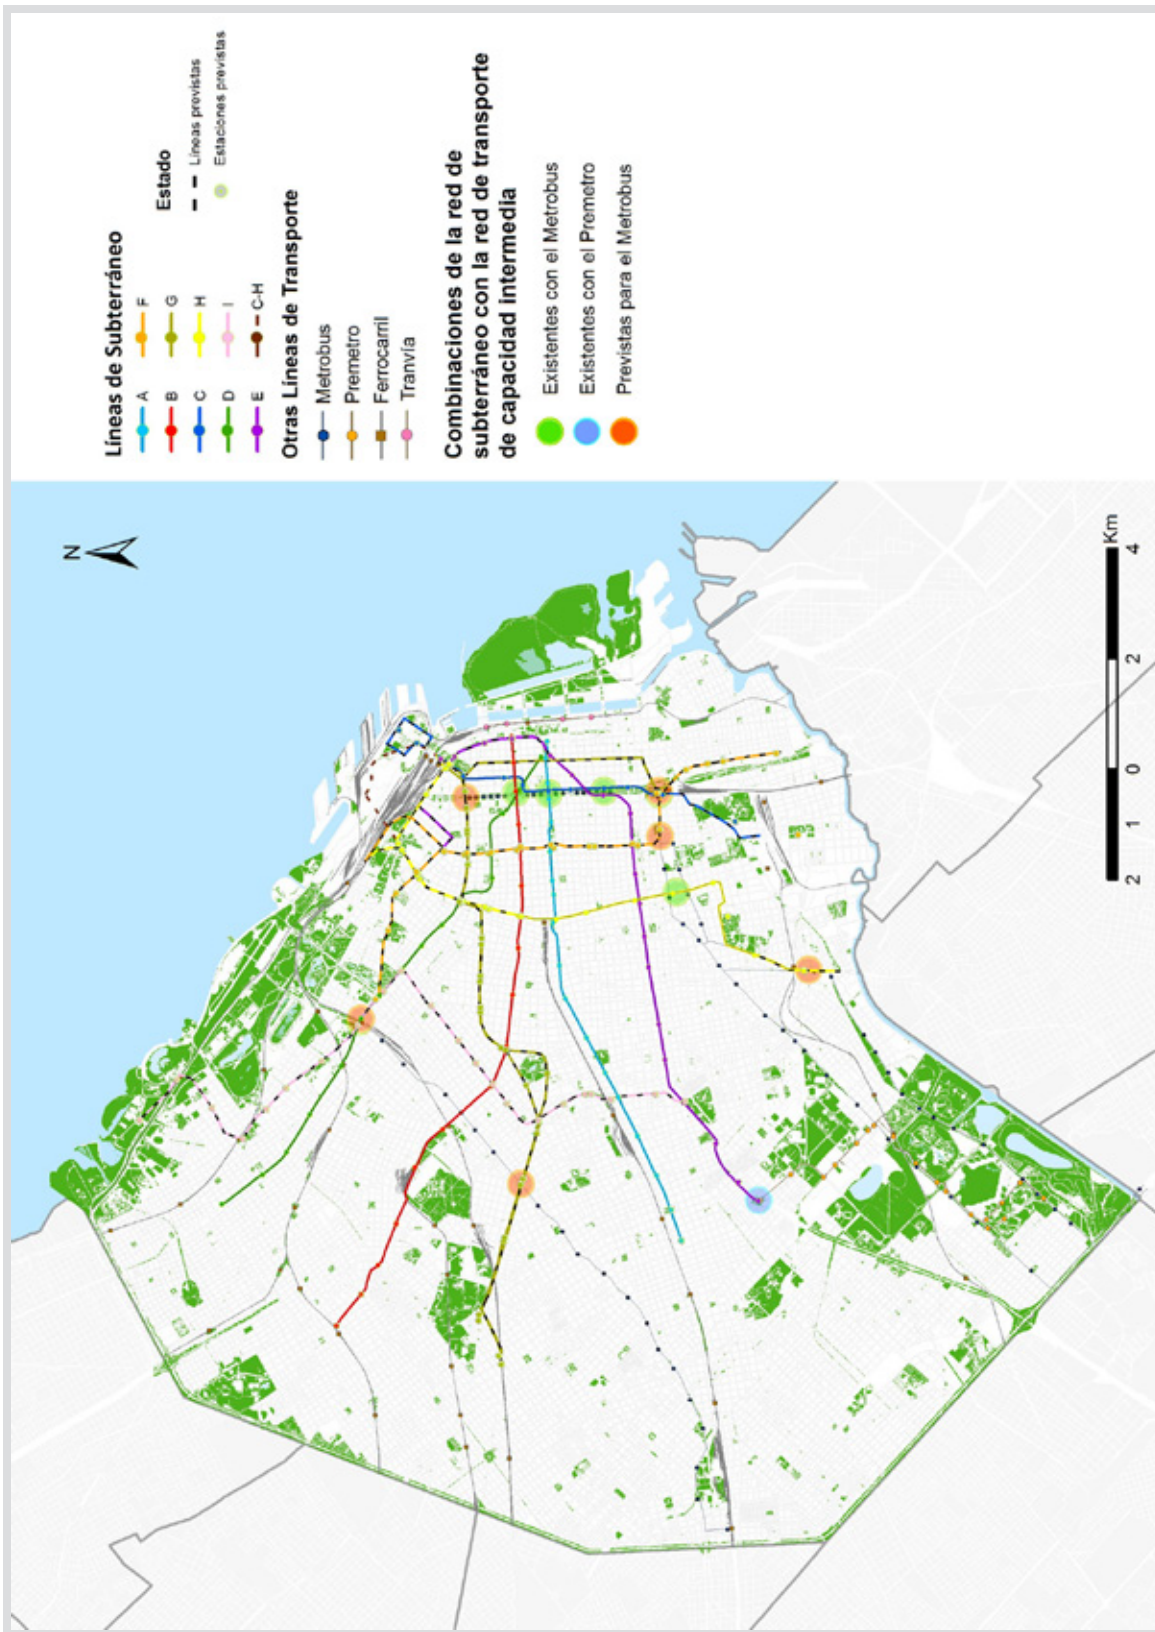 Líneas de Subterráneo
A
B
C
D
E
F
G
H
I
C-H
Estado
Líneas previstas
Estaciones previstas
Otras Líneas de Transporte
Metrobus
Premetro
Ferrocarril
Tranvía
Combinaciones de la red de
subterráneo con la red de transporte
de capacidad intermedia
Existentes con el Metrobus
Existentes con el Premetro
Previstas para el Metrobus
N
Km
2 1 0 2 4